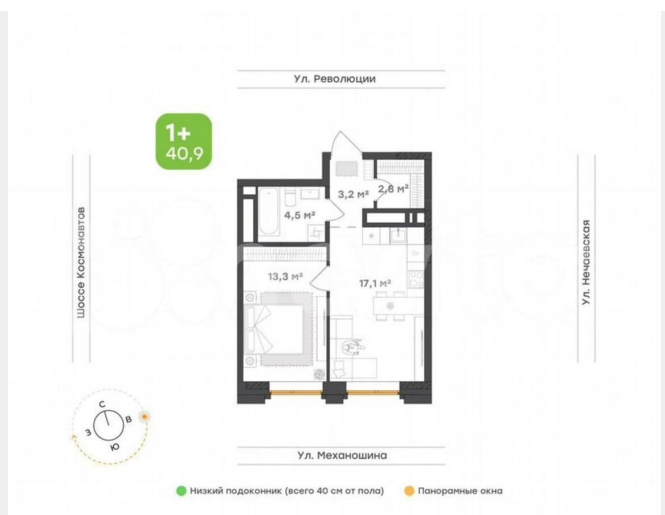 Ул. Революции
1+
40,9
3,2 м²
2,8 м²
4,5 м²
13,3 м²
17,1 м²
Шоссе Космонавтов
Ул. Нечаевская
С
В
З
Ю
Ул. Механошина
Низкий подоконник (всего 40 см от пола)
Панорамные окна